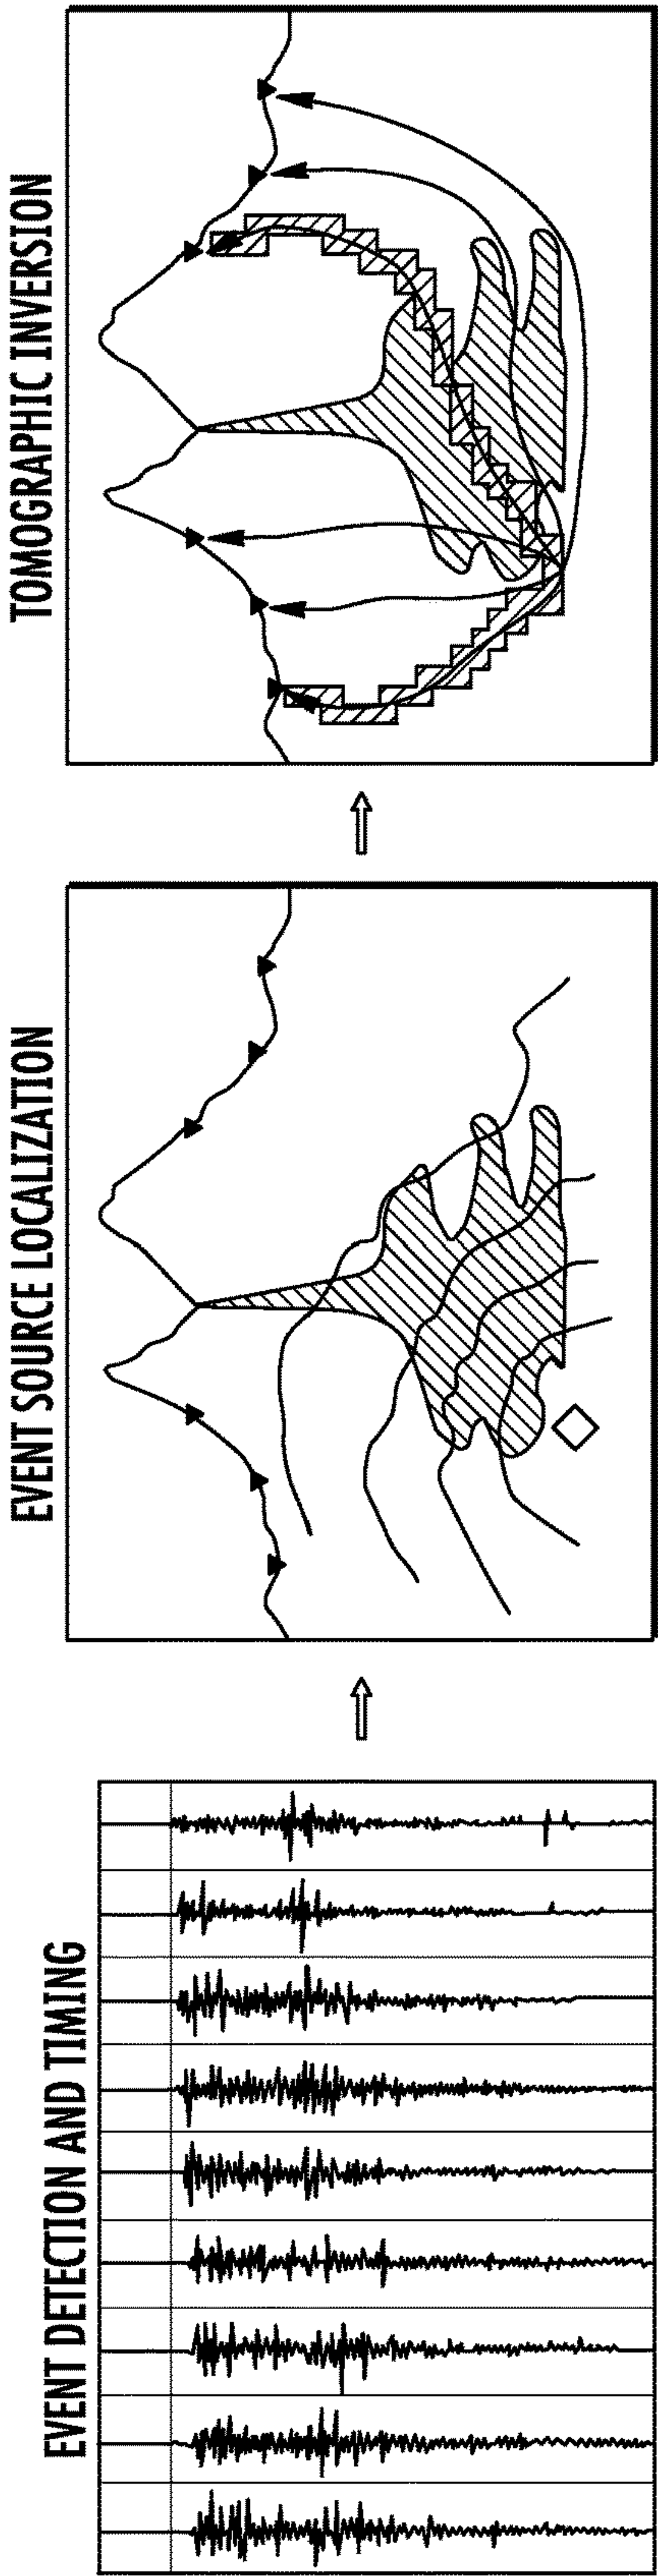 EVENT DETECTION AND TIMING
EVENT SOURCE LOCALIZATION
TOMOGRAPHIC INVERSION